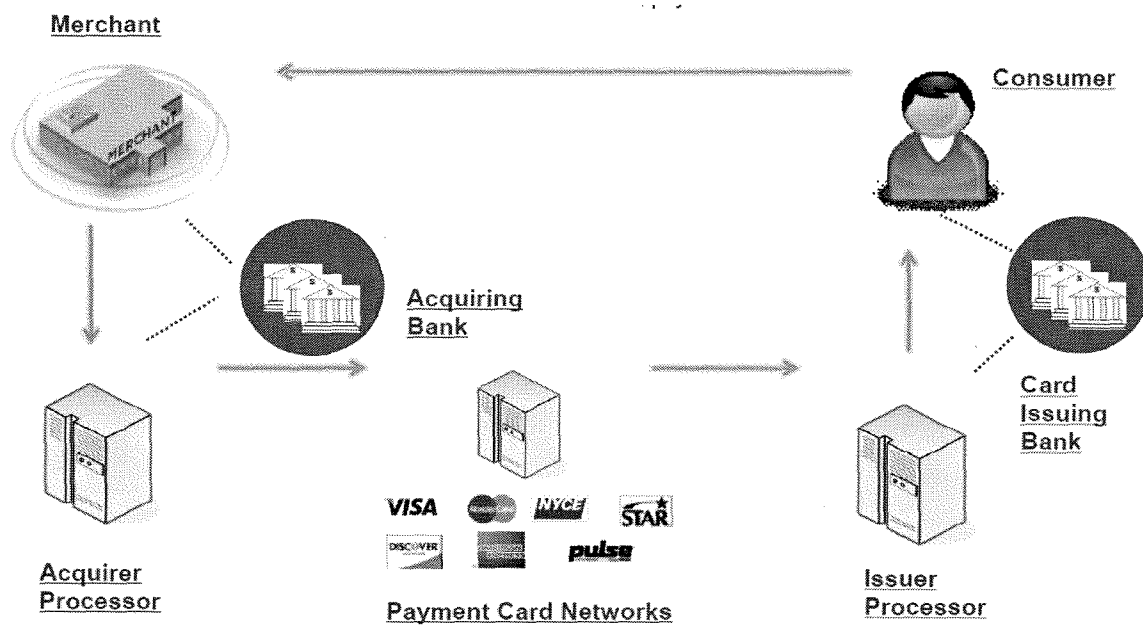 Merchant
Consumer
MERCHANT
Acquiring
Bank
Card
Issuing
Bank
VISA
NYCE
STAR
DISCOVER
pulse
Acquirer
Processor
Issuer
Processor
Payment Card Networks